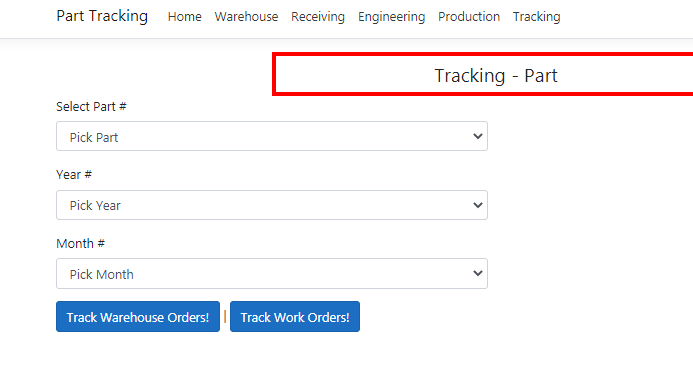 Part Tracking Home Warehouse Receiving Engineering Production Tracking
Tracking - Part
Select Part #
Pick Part
Year #
Pick Year
Month #
Pick Month
Track Warehouse Orders! | Track Work Orders!